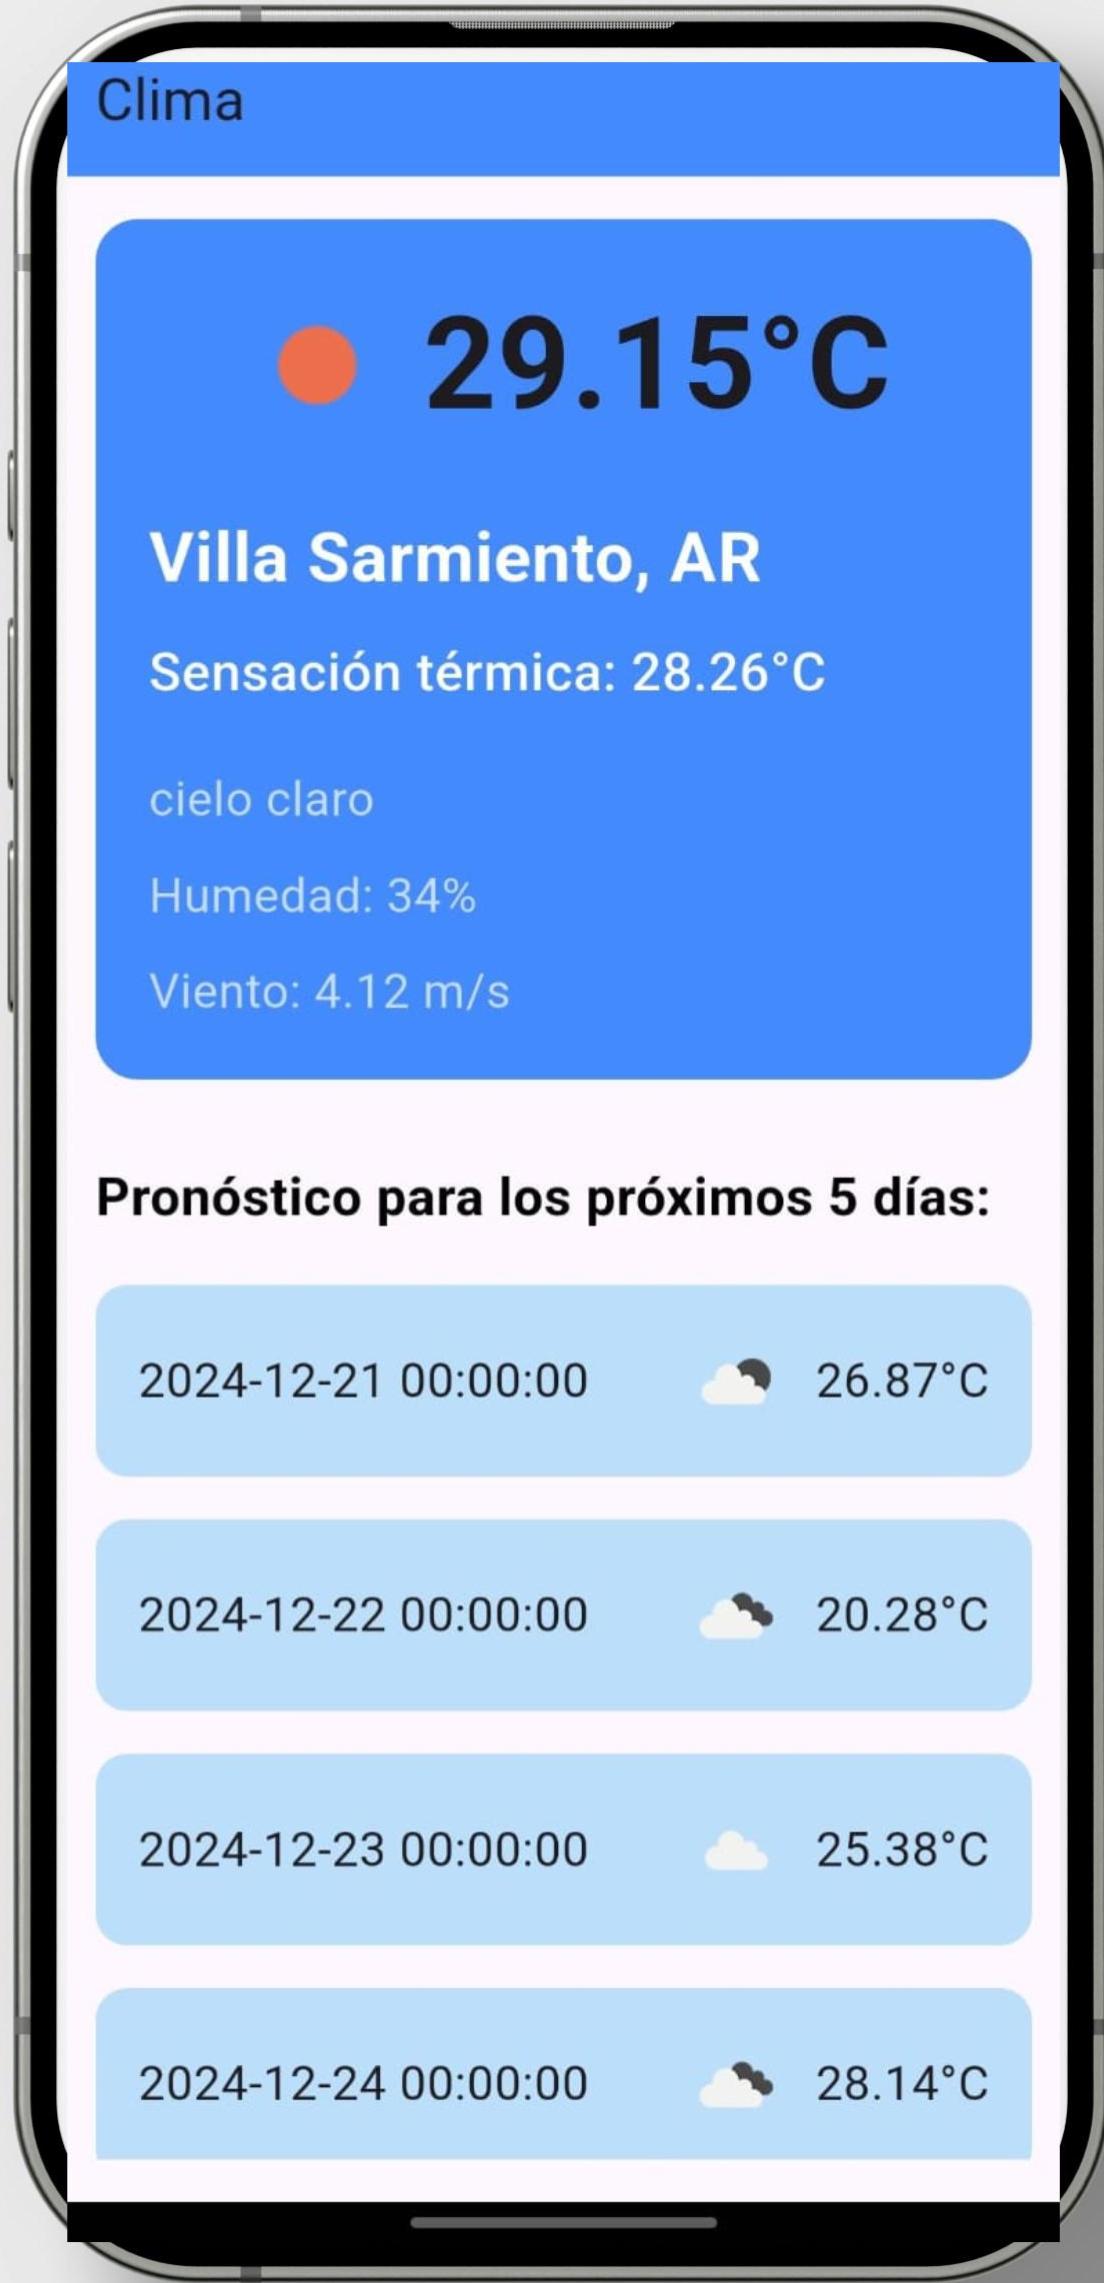 Clima
29.15°C
Villa Sarmiento, AR
Sensación térmica: 28.26°C
cielo claro
Humedad: 34%
Viento: 4.12 m/s
Pronóstico para los próximos 5 días:
2024-12-21 00:00:00 26.87°C
2024-12-22 00:00:00 20.28°C
2024-12-23 00:00:00 25.38°C
2024-12-24 00:00:00 28.14°C